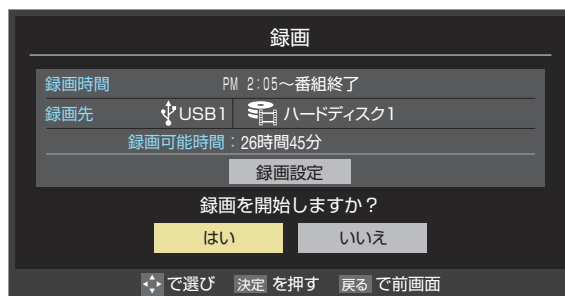 録画
録画時間 PM 2:05～番組終了
録画先 USB1 ハードディスク1
録画可能時間：26時間45分
録画設定
録画を開始しますか？
はい いいえ
で選び 決定 を押す 戻る で前画面